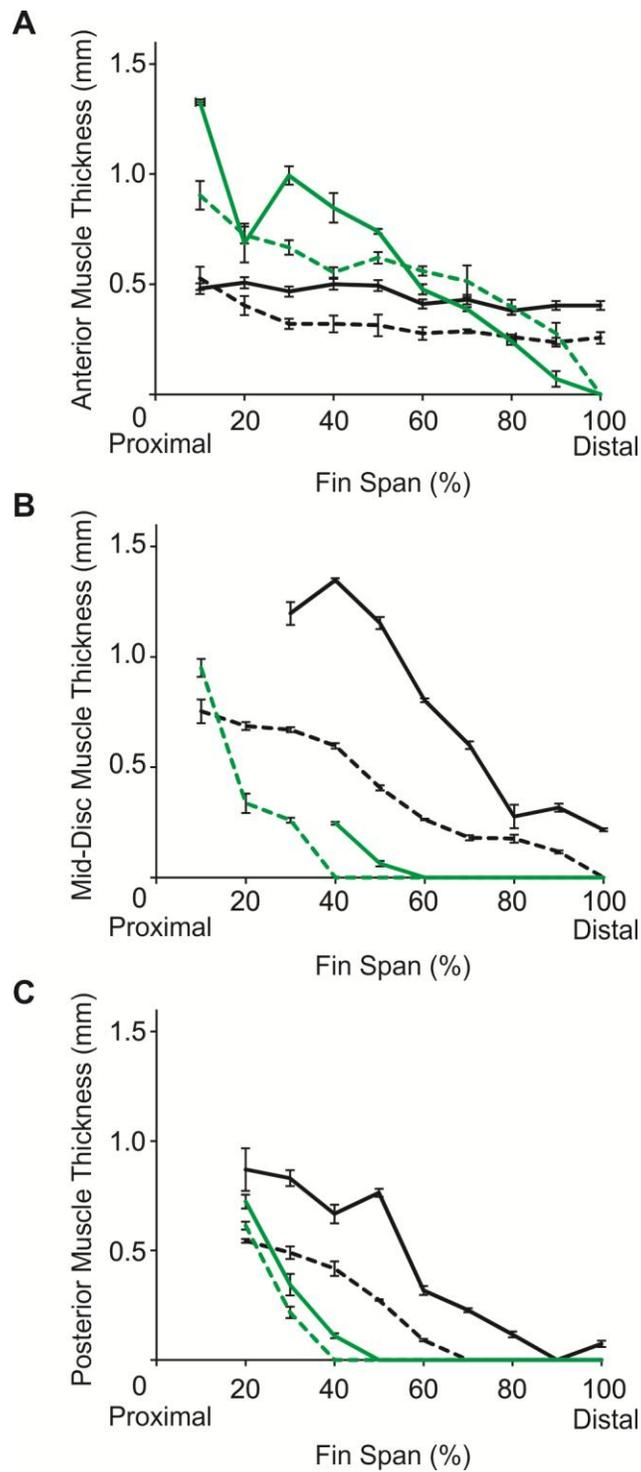 A
Anterior Muscle Thickness (mm)
1.5
1.0
0.5
0 20 40 60 80 100
Proximal Distal
Fin Span (%)
B
Mid-Disc Muscle Thickness (mm)
1.5
1.0
0.5
0 20 40 60 80 100
Proximal Distal
Fin Span (%)
C
Posterior Muscle Thickness (mm)
1.5
1.0
0.5
0 20 40 60 80 100
Proximal Distal
Fin Span (%)